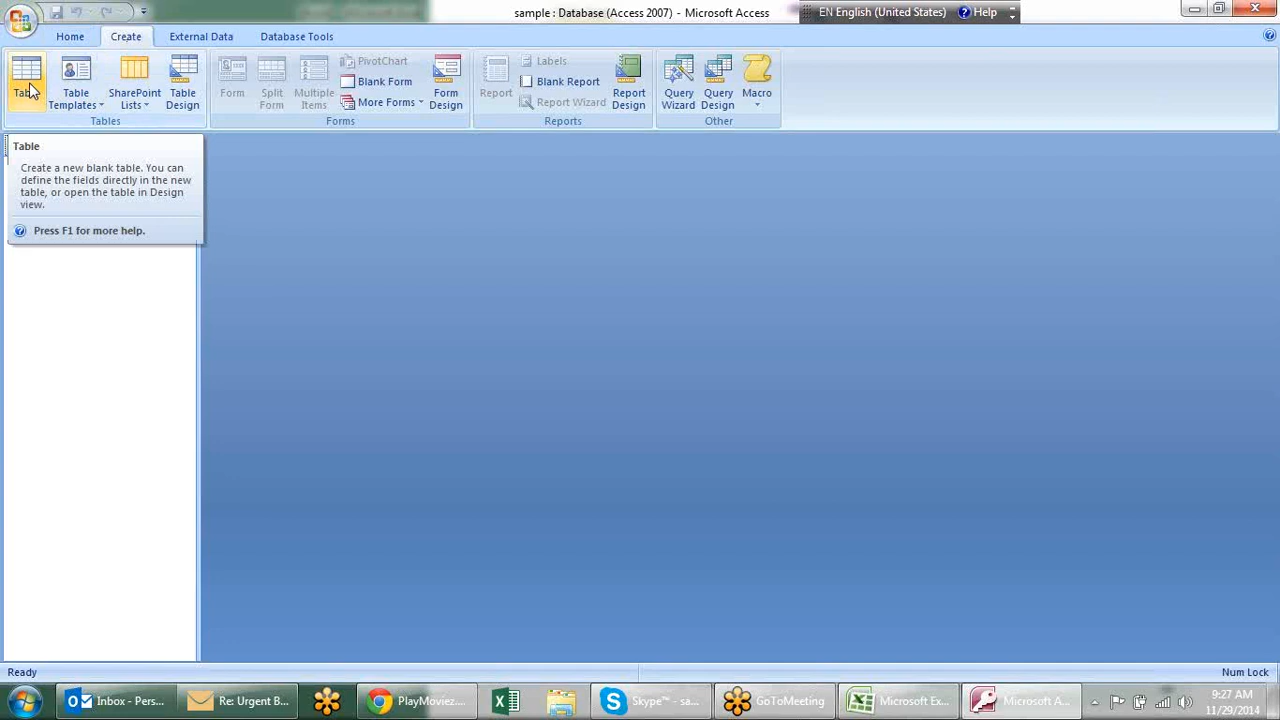 sample : Database (Access 2007) - Microsoft Access
EN English (United States)
Help
Home
Create
External Data
Database Tools
Table
Templates
SharePoint
Lists
Table
Design
Tables
Form
Split
Form
Multiple
Items
PivotChart
Blank Form
More Forms
Form
Design
Forms
Report
Labels
Blank Report
Report Wizard
Report
Design
Reports
Query
Wizard
Query
Design
Macro
Other
Table
Create a new blank table. You can
define the fields directly in the new
table, or open the table in Design
view.
Press F1 for more help.
Ready
Num Lock
Inbox - Pers...
Re: Urgent B...
PlayMoviez....
Skype™ - sa...
GoToMeeting
Microsoft Ex...
Microsoft A...
9:27 AM
11/29/2014